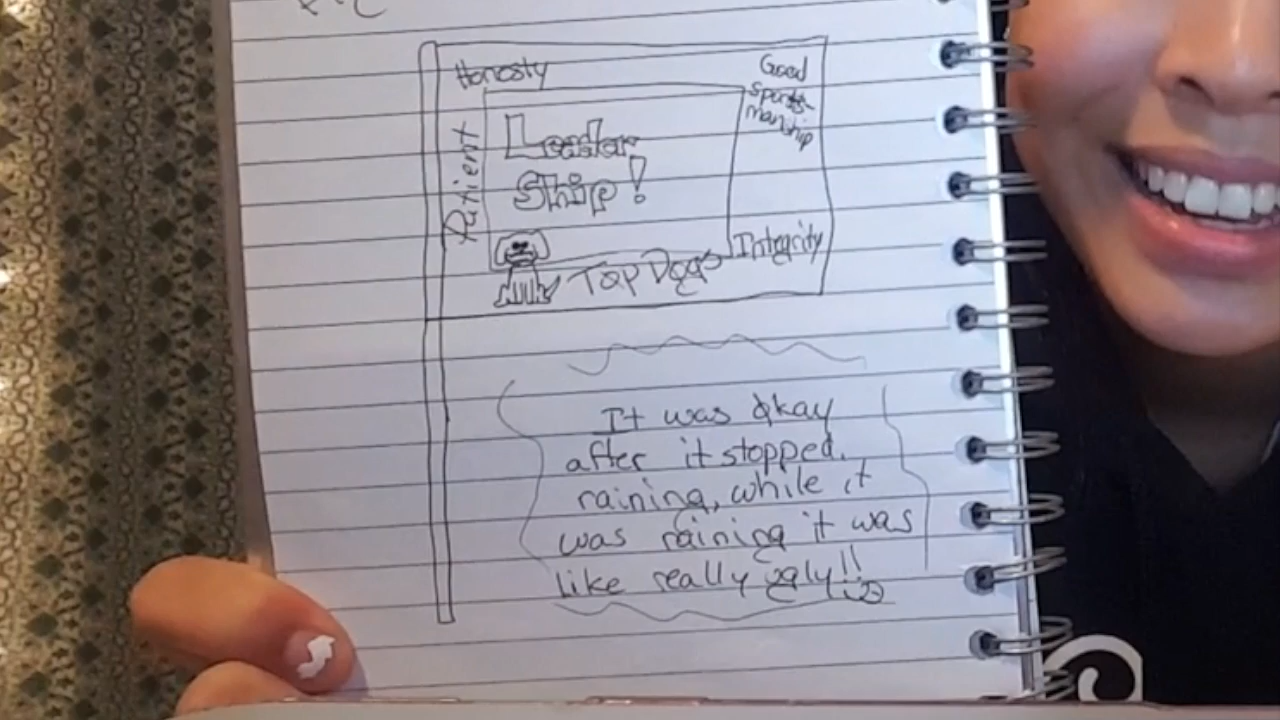 Honesty
Good
sports-
manship
Patient
Leader
Ship!
Integrity
Top Dogs
It was okay
after it stopped.
raining, while it
was raining it was
like really ugly!!